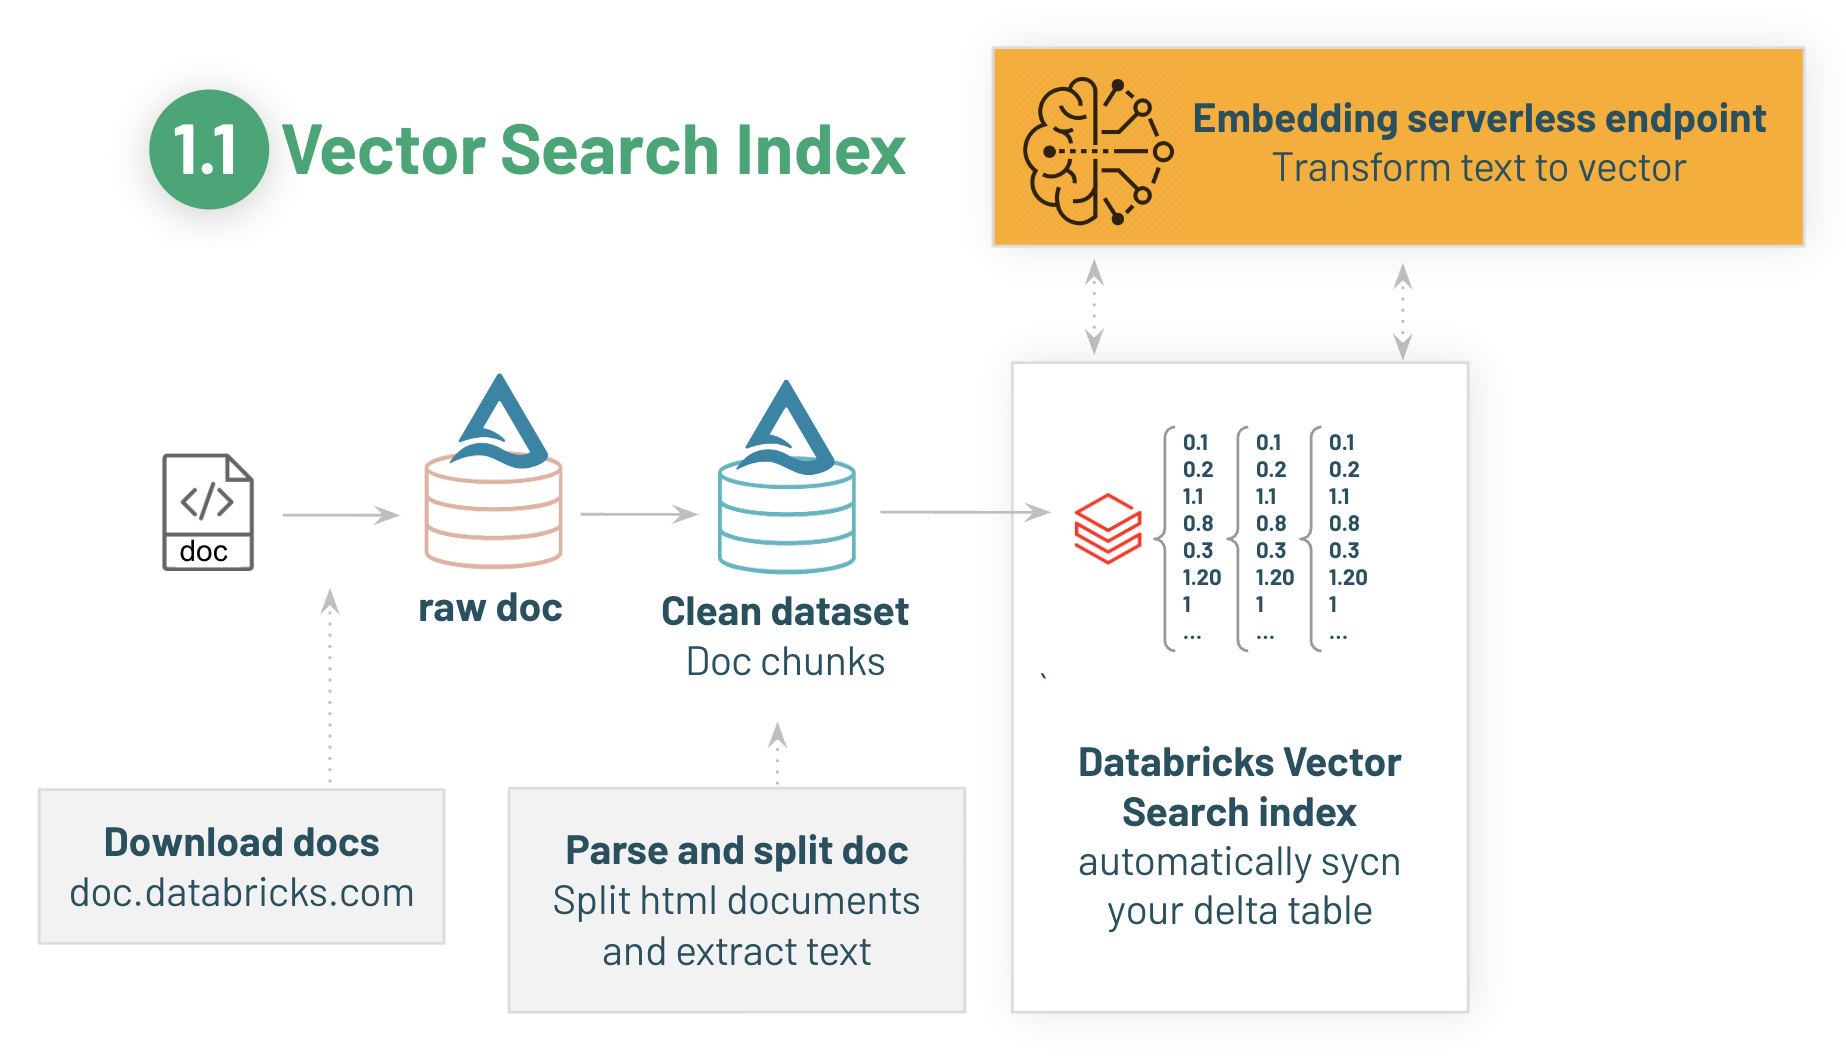 1.1 Vector Search Index
Embedding serverless endpoint
Transform text to vector
</>
doc
raw doc
Clean dataset
Doc chunks
0.1 0.1 0.1
0.2 0.2 0.2
1.1 1.1 1.1
0.8 0.8 0.8
0.3 0.3 0.3
1.20 1.20 1.20
1 1 1
... ... ...
`
Download docs
doc.databricks.com
Parse and split doc
Split html documents
and extract text
Databricks Vector
Search index
automatically sycn
your delta table